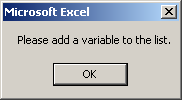 Microsoft Excel
Please add a variable to the list.
OK